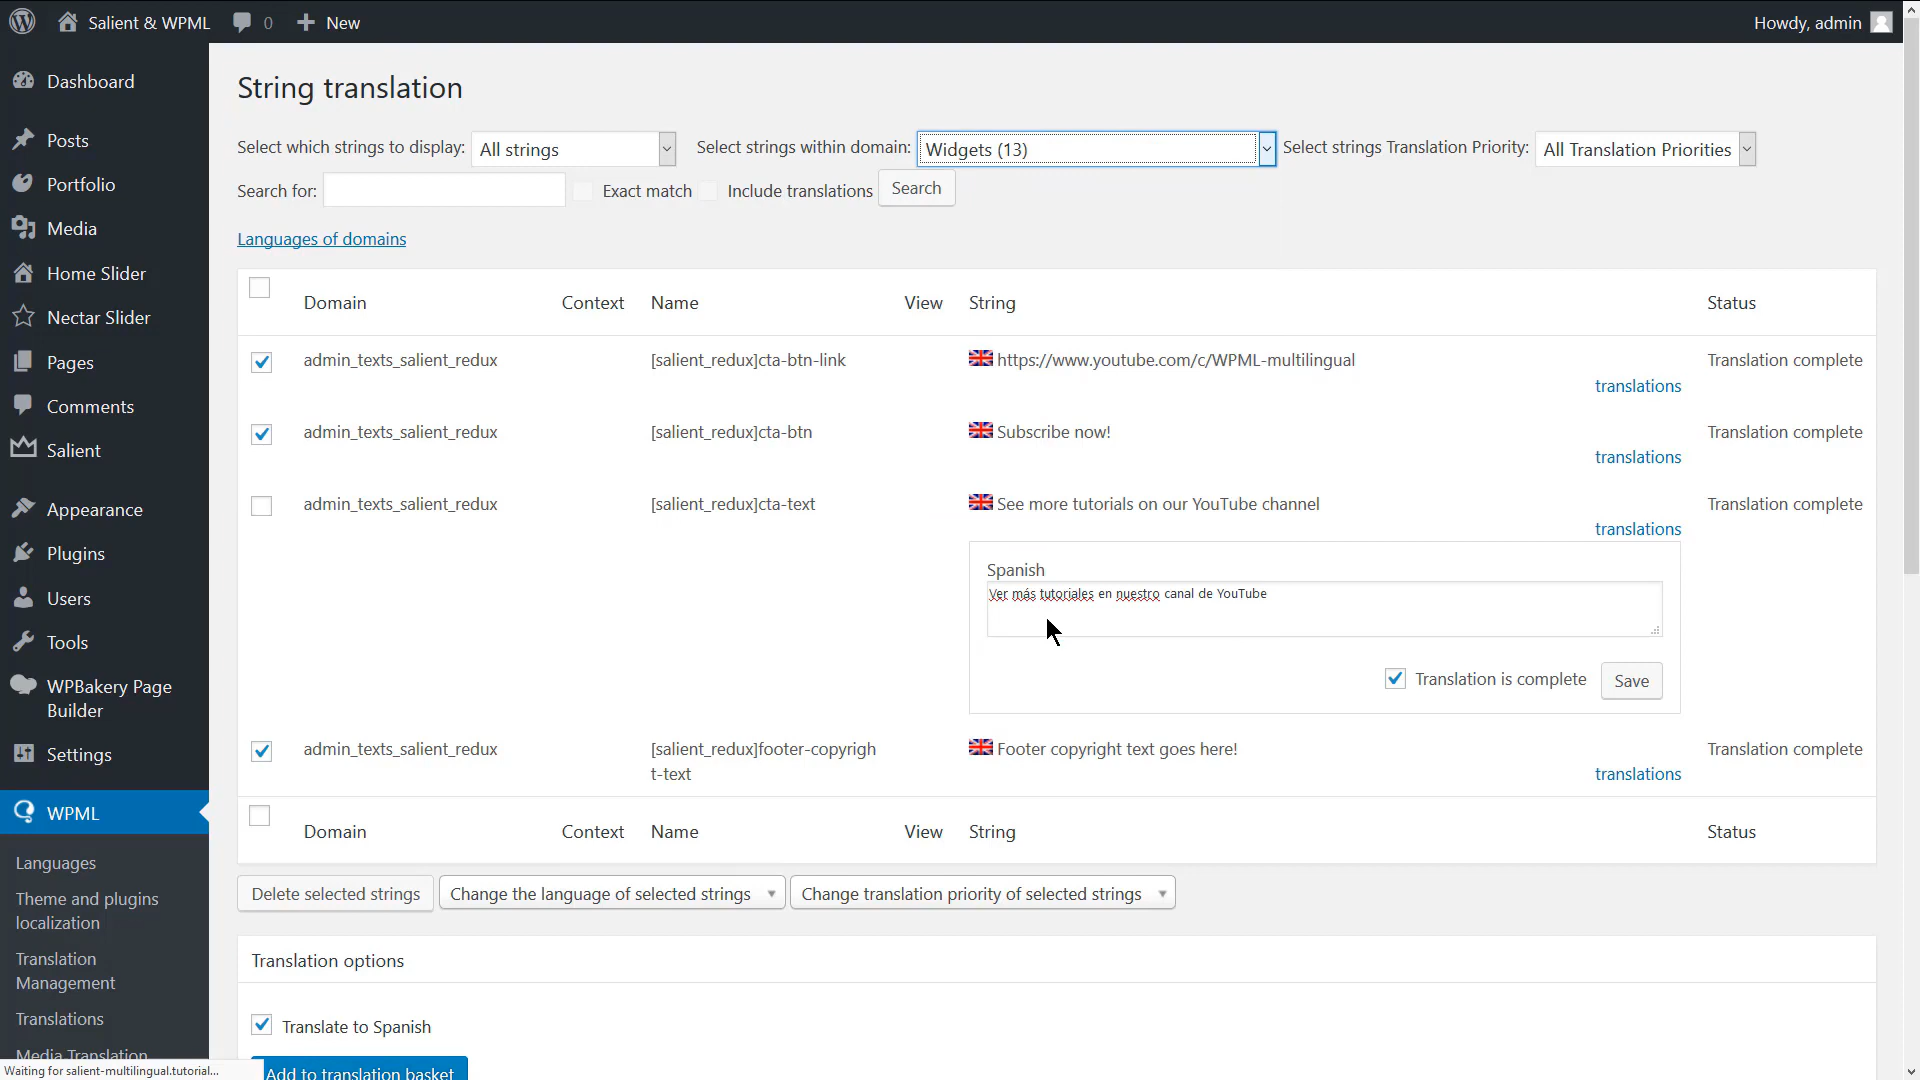 Salient & WPML
0
New
Howdy, admin
Dashboard
Posts
Portfolio
Media
Home Slider
Nectar Slider
Pages
Comments
Salient
Appearance
Plugins
Users
Tools
WPBakery Page
Builder
Settings
WPML
Languages
Theme and plugins
localization
Translation
Management
Translations
Media Translation
Waiting for salient-multilingual.tutorial...
String translation
Select which strings to display: All strings Select strings within domain: Widgets (13) Select strings Translation Priority: All Translation Priorities
Search for: Exact match Include translations Search
Languages of domains
Domain Context Name View String Status
admin_texts_salient_redux [salient_redux]cta-btn-link https://www.youtube.com/c/WPML-multilingual Translation complete
translations
admin_texts_salient_redux [salient_redux]cta-btn Subscribe now! Translation complete
translations
admin_texts_salient_redux [salient_redux]cta-text See more tutorials on our YouTube channel Translation complete
translations
Spanish
Ver más tutoriales en nuestro canal de YouTube
Translation is complete Save
admin_texts_salient_redux [salient_redux]footer-copyrigh Footer copyright text goes here! Translation complete
t-text translations
Domain Context Name View String Status
Delete selected strings Change the language of selected strings Change translation priority of selected strings
Translation options
Translate to Spanish
Add to translation basket